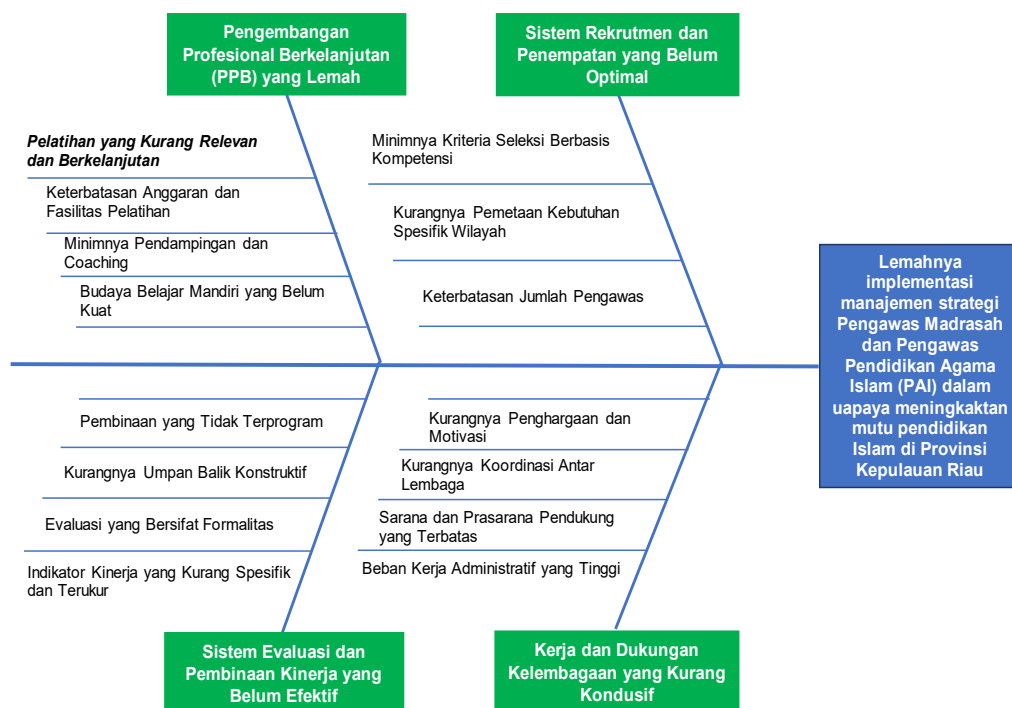 Pengembangan
Profesional Berkelanjutan
(PPB) yang Lemah
Sistem Rekrutmen dan
Penempatan yang Belum
Optimal
Pelatihan yang Kurang Relevan
dan Berkelanjutan
Keterbatasan Anggaran dan
Fasilitas Pelatihan
Minimnya Pendampingan dan
Coaching
Budaya Belajar Mandiri yang Belum
Kuat
Minimnya Kriteria Seleksi Berbasis
Kompetensi
Kurangnya Pemetaan Kebutuhan
Spesifik Wilayah
Keterbatasan Jumlah Pengawas
Lemahnya
implementasi
manajemen strategi
Pengawas Madrasah
dan Pengawas
Pendidikan Agama
Islam (PAI) dalam
uapaya meningkaktan
mutu pendidikan
Islam di Provinsi
Kepulauan Riau
Pembinaan yang Tidak Terprogram
Kurangnya Umpan Balik Konstruktif
Evaluasi yang Bersifat Formalitas
Indikator Kinerja yang Kurang Spesifik
dan Terukur
Kurangnya Penghargaan dan
Motivasi
Kurangnya Koordinasi Antar
Lembaga
Sarana dan Prasarana Pendukung
yang Terbatas
Beban Kerja Administratif yang Tinggi
Sistem Evaluasi dan
Pembinaan Kinerja yang
Belum Efektif
Kerja dan Dukungan
Kelembagaan yang Kurang
Kondusif